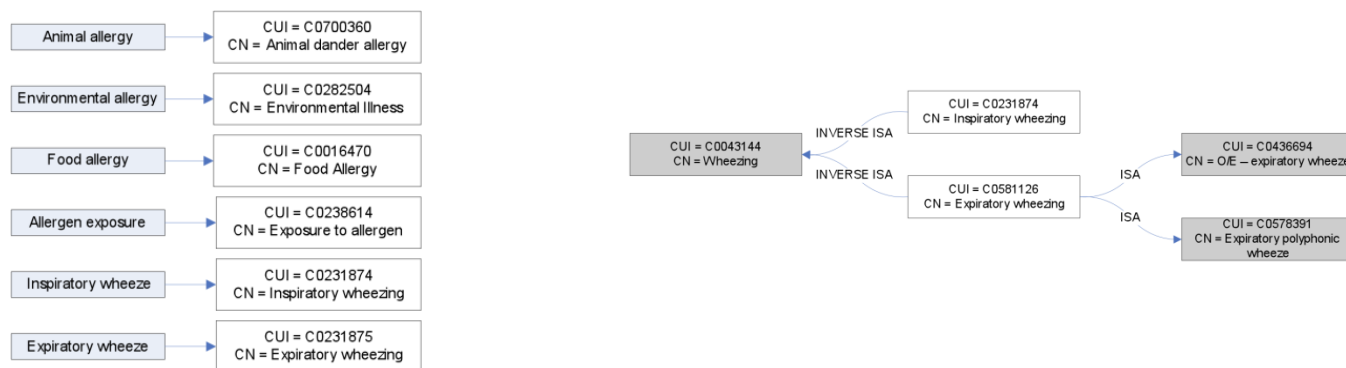 Animal allergy
CUI = C0700360
CN = Animal dander allergy
Environmental allergy
CUI = C0282504
CN = Environmental Illness
Food allergy
CUI = C0016470
CN = Food Allergy
Allergen exposure
CUI = C0238614
CN = Exposure to allergen
Inspiratory wheeze
CUI = C0231874
CN = Inspiratory wheezing
Expiratory wheeze
CUI = C0231875
CN = Expiratory wheezing
CUI = C0043144
CN = Wheezing
INVERSE ISA
INVERSE ISA
CUI = C0231874
CN = Inspiratory wheezing
CUI = C0581126
CN = Expiratory wheezing
ISA
ISA
CUI = C0436694
CN = O/E – expiratory wheeze
CUI = C0578391
CN = Expiratory polyphonic
wheeze